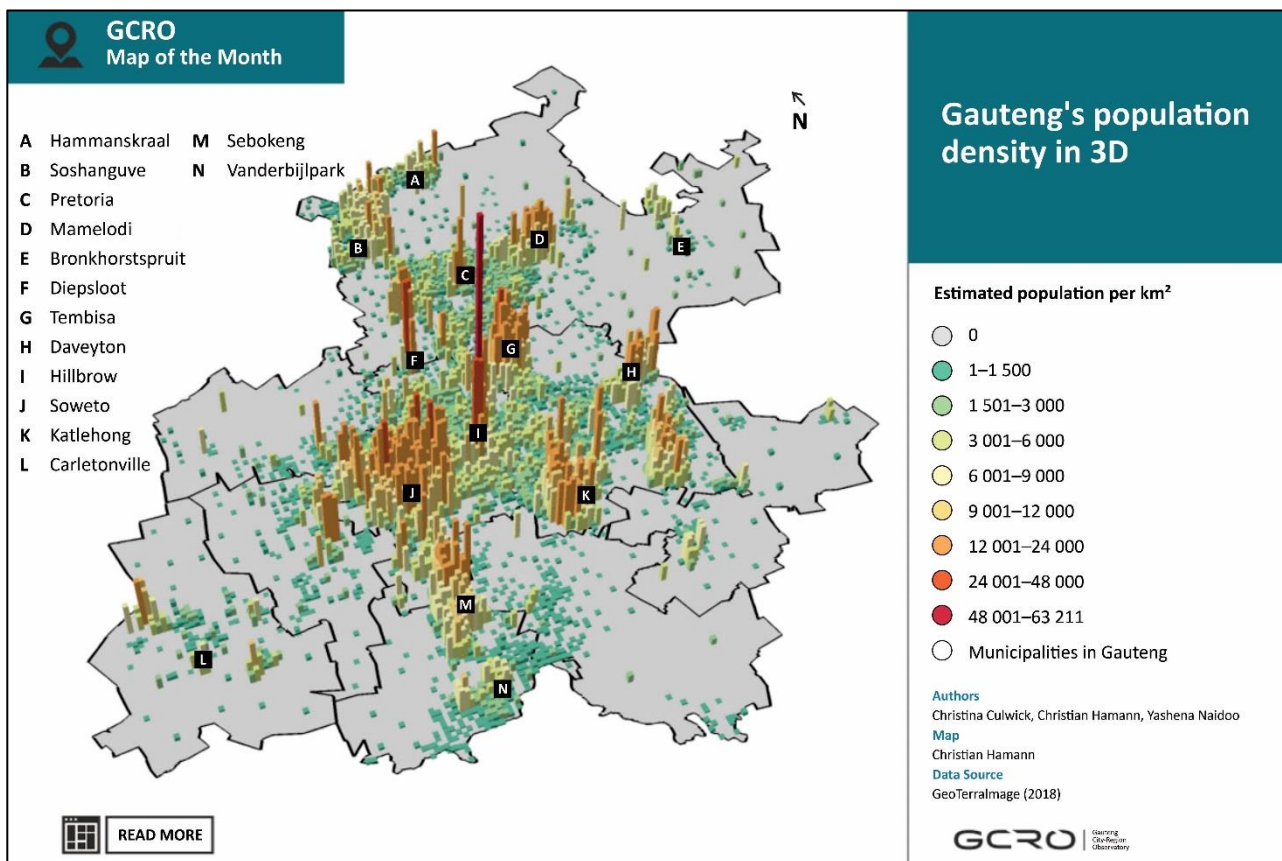 GCRO
Map of the Month
A Hammanskraal
B Soshanguve
C Pretoria
D Mamelodi
E Bronkhorstspruit
F Diepsloot
G Tembisa
H Daveyton
I Hillbrow
J Soweto
K Katlehong
L Carletonville
M Sebokeng
N Vanderbijlpark
N
A
B
C
D
E
F
G
H
I
J
K
L
M
N
READ MORE
Gauteng's population
density in 3D
Estimated population per km²
0
1–1 500
1 501–3 000
3 001–6 000
6 001–9 000
9 001–12 000
12 001–24 000
24 001–48 000
48 001–63 211
Municipalities in Gauteng
Authors
Christina Culwick, Christian Hamann, Yashena Naidoo
Map
Christian Hamann
Data Source
GeoTerraImage (2018)
GCRO
Gauteng
City-Region
Observatory